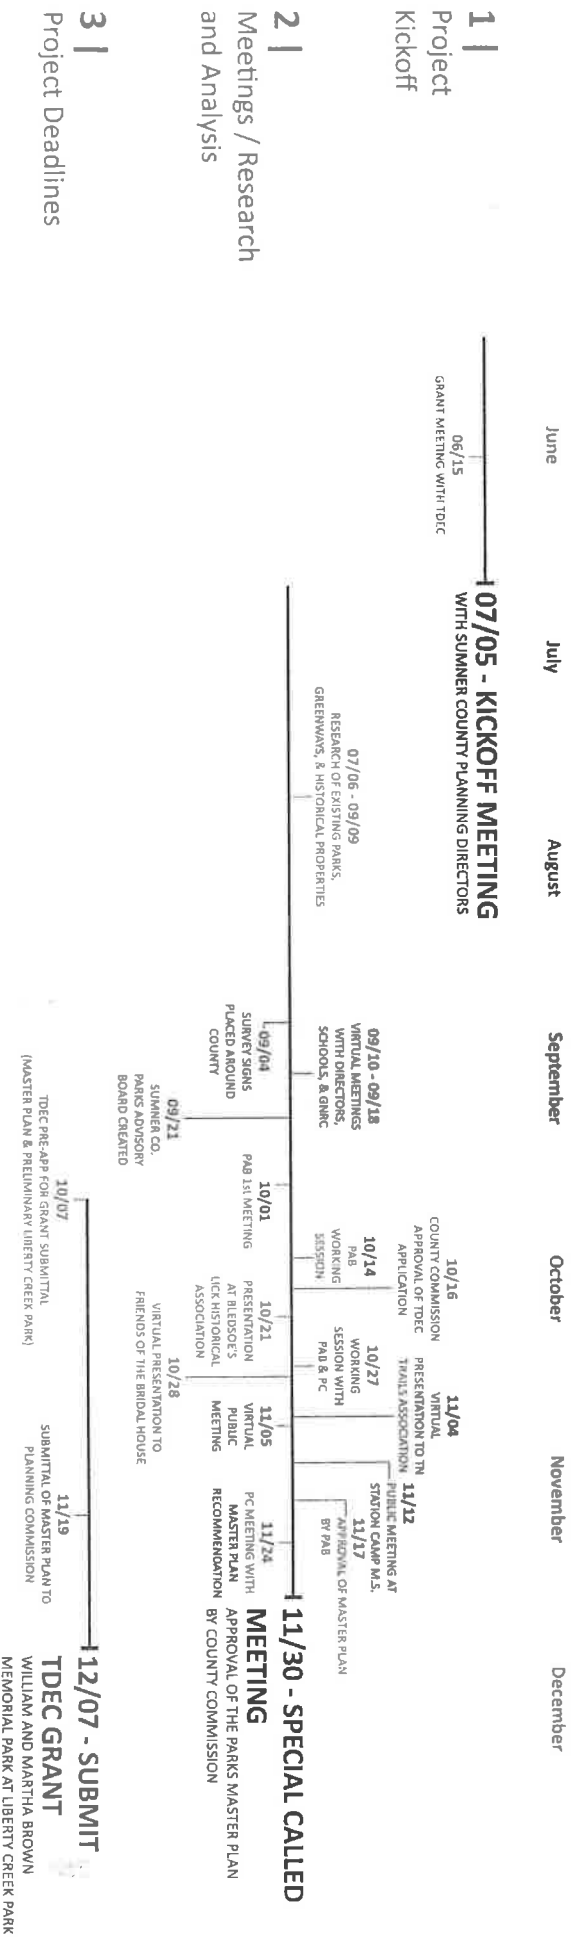 June
July
August
September
October
November
December
1 |
Project
Kickoff
06/15
GRANT MEETING WITH TDEC
07/05 - KICKOFF MEETING
WITH SUMNER COUNTY PLANNING DIRECTORS
2 |
Meetings / Research
and Analysis
07/06 - 09/09
RESEARCH OF EXISTING PARKS,
GREENWAYS, & HISTORICAL PROPERTIES
09/04
SURVEY SIGNS
PLACED AROUND
COUNTY
09/10 - 09/18
VIRTUAL MEETINGS
WITH DIRECTORS,
SCHOOLS, & GNRC
09/21
SUMNER CO.
PARKS ADVISORY
BOARD CREATED
10/01
PAB 1st MEETING
10/14
PAB
WORKING
SESSION
10/16
COUNTY COMMISSION
APPROVAL OF TDEC
APPLICATION
10/21
PRESENTATION
AT BLEDSOE'S
LICK HISTORICAL
ASSOCIATION
10/27
WORKING
SESSION WITH
PAB & PC
10/28
VIRTUAL PRESENTATION TO
FRIENDS OF THE BRIDAL HOUSE
11/04
VIRTUAL
PRESENTATION TO TN
TRAILS ASSOCIATION
11/05
VIRTUAL
PUBLIC
MEETING
11/12
PUBLIC MEETING AT
STATION CAMP M.S.
11/17
APPROVAL OF MASTER PLAN
BY PAB
11/24
PC MEETING WITH
MASTER PLAN
RECOMMENDATION
11/30 - SPECIAL CALLED
MEETING
APPROVAL OF THE PARKS MASTER PLAN
BY COUNTY COMMISSION
3 |
Project Deadlines
10/07
TDEC PRE-APP FOR GRANT SUBMITTAL
(MASTER PLAN & PRELIMINARY LIBERTY CREEK PARK)
11/19
SUBMITTAL OF MASTER PLAN TO
PLANNING COMMISSION
12/07 - SUBMIT
TDEC GRANT
WILLIAM AND MARTHA BROWN
MEMORIAL PARK AT LIBERTY CREEK PARK